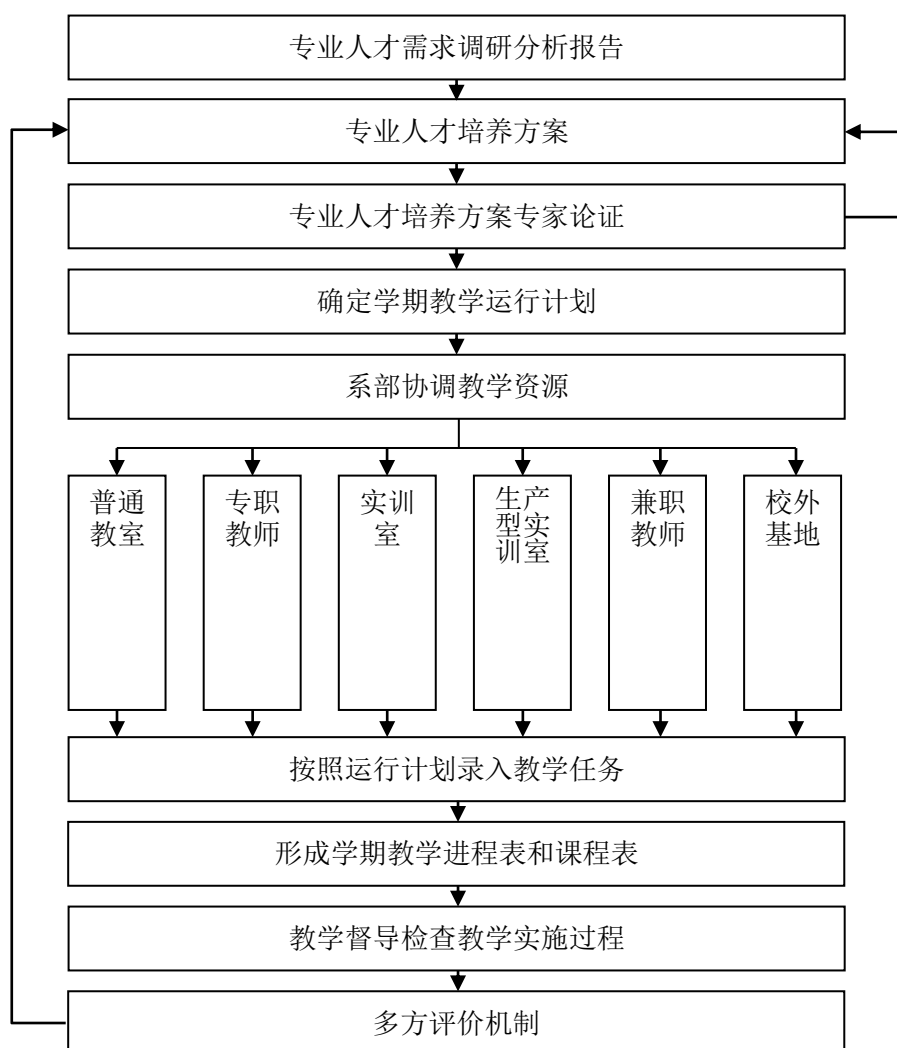 专业人才需求调研分析报告
专业人才培养方案
专业人才培养方案专家论证
确定学期教学运行计划
系部协调教学资源
普通
教室
专职
教师
实训
室
生产
型实
训室
兼职
教师
校外
基地
按照运行计划录入教学任务
形成学期教学进程表和课程表
教学督导检查教学实施过程
多方评价机制